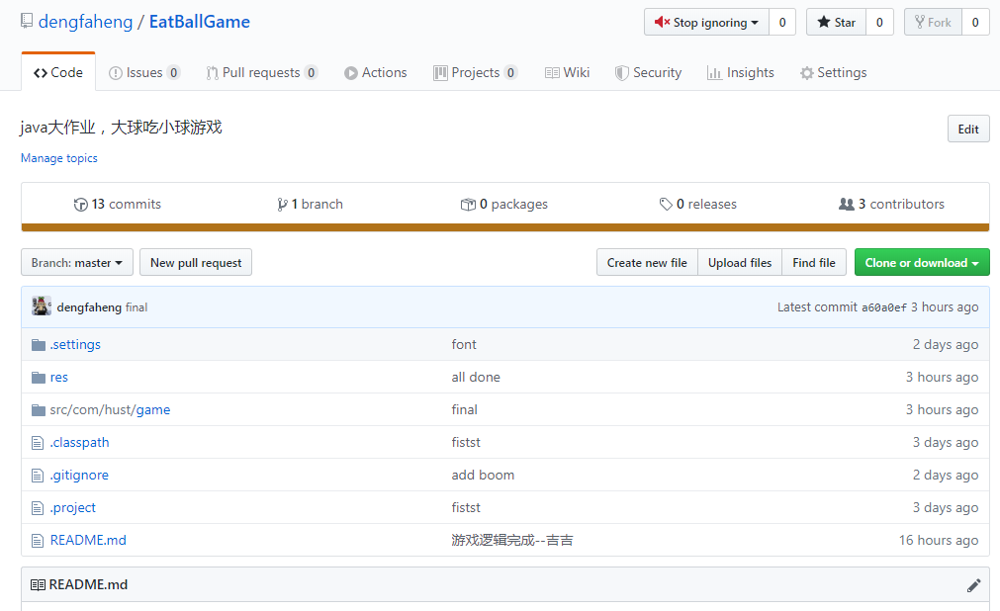 dengfaheng / EatBallGame
Stop ignoring 0 Star 0 Fork 0
Code Issues 0 Pull requests 0 Actions Projects 0 Wiki Security Insights Settings
java大作业，大球吃小球游戏
Edit
Manage topics
13 commits 1 branch 0 packages 0 releases 3 contributors
Branch: master New pull request Create new file Upload files Find file Clone or download
dengfaheng final Latest commit a60a0ef 3 hours ago
.settings font 2 days ago
res all done 3 hours ago
src/com/hust/game final 3 hours ago
.classpath fistst 3 days ago
.gitignore add boom 2 days ago
.project fistst 3 days ago
README.md 游戏逻辑完成--吉吉 16 hours ago
README.md